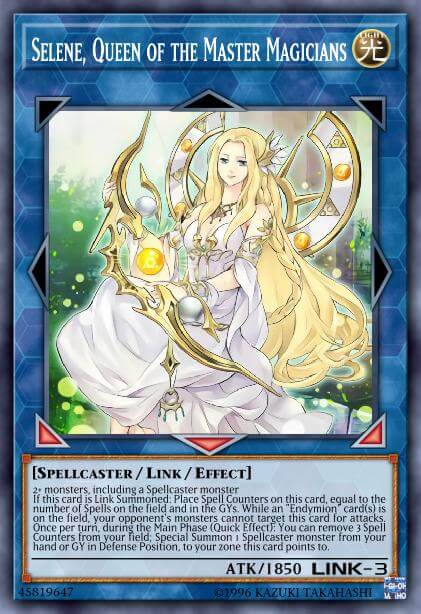 Selene, Queen of the Master Magicians
LIGHT
光
[Spellcaster / Link / Effect]
2+ monsters, including a Spellcaster monster
If this card is Link Summoned: Place Spell Counters on this card, equal to the
number of Spells on the field and in the GYs. While an "Endymion" card(s) is
on the field, your opponent's monsters cannot target this card for attacks.
Once per turn, during the Main Phase (Quick Effect): You can remove 3 Spell
Counters from your field; Special Summon 1 Spellcaster monster from your
hand or GY in Defense Position, to your zone this card points to.
ATK/1850 LINK-3
45819647 ©1996 KAZUKI TAKAHASHI